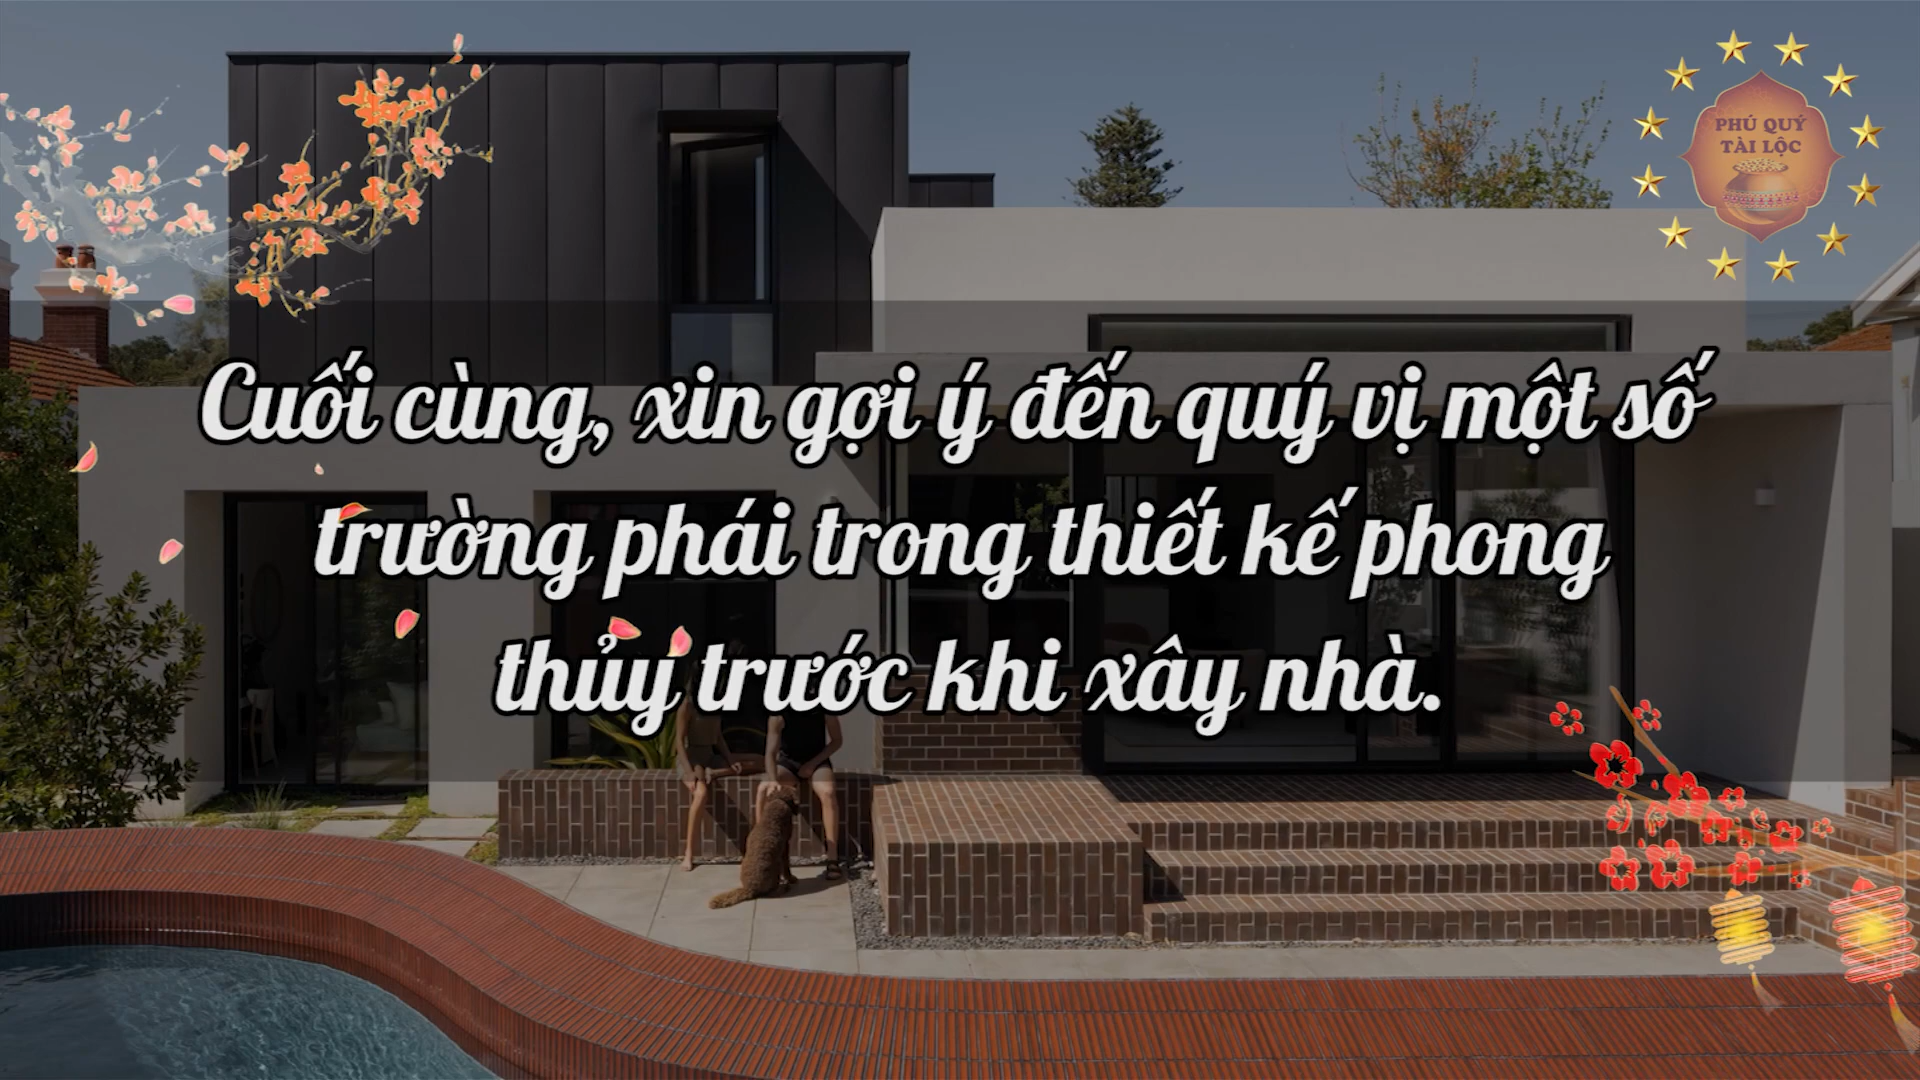 PHÚ QUÝ
TÀI LỘC
Cuối cùng, xin gợi ý đến quý vị một số
trường phái trong thiết kế phong
thủy trước khi xây nhà.